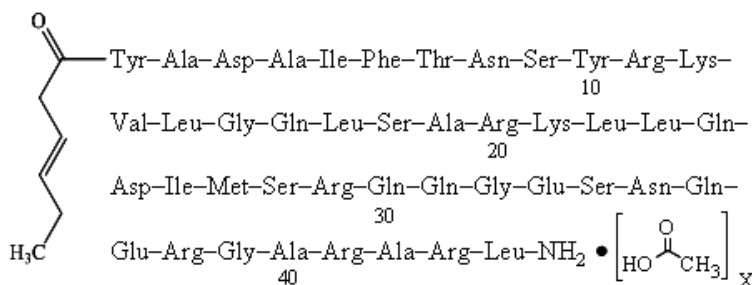 O
Tyr–Ala–Asp–Ala–Ile–Phe–Thr–Asn–Ser–Tyr–Arg–Lys–
10
Val–Leu–Gly–Gln–Leu–Ser–Ala–Arg–Lys–Leu–Leu–Gln–
20
Asp–Ile–Met–Ser–Arg–Gln–Gln–Gly–Glu–Ser–Asn–Gln–
30
H₃C Glu–Arg–Gly–Ala–Arg–Ala–Arg–Leu–NH₂ • [HO O CH₃]x
40